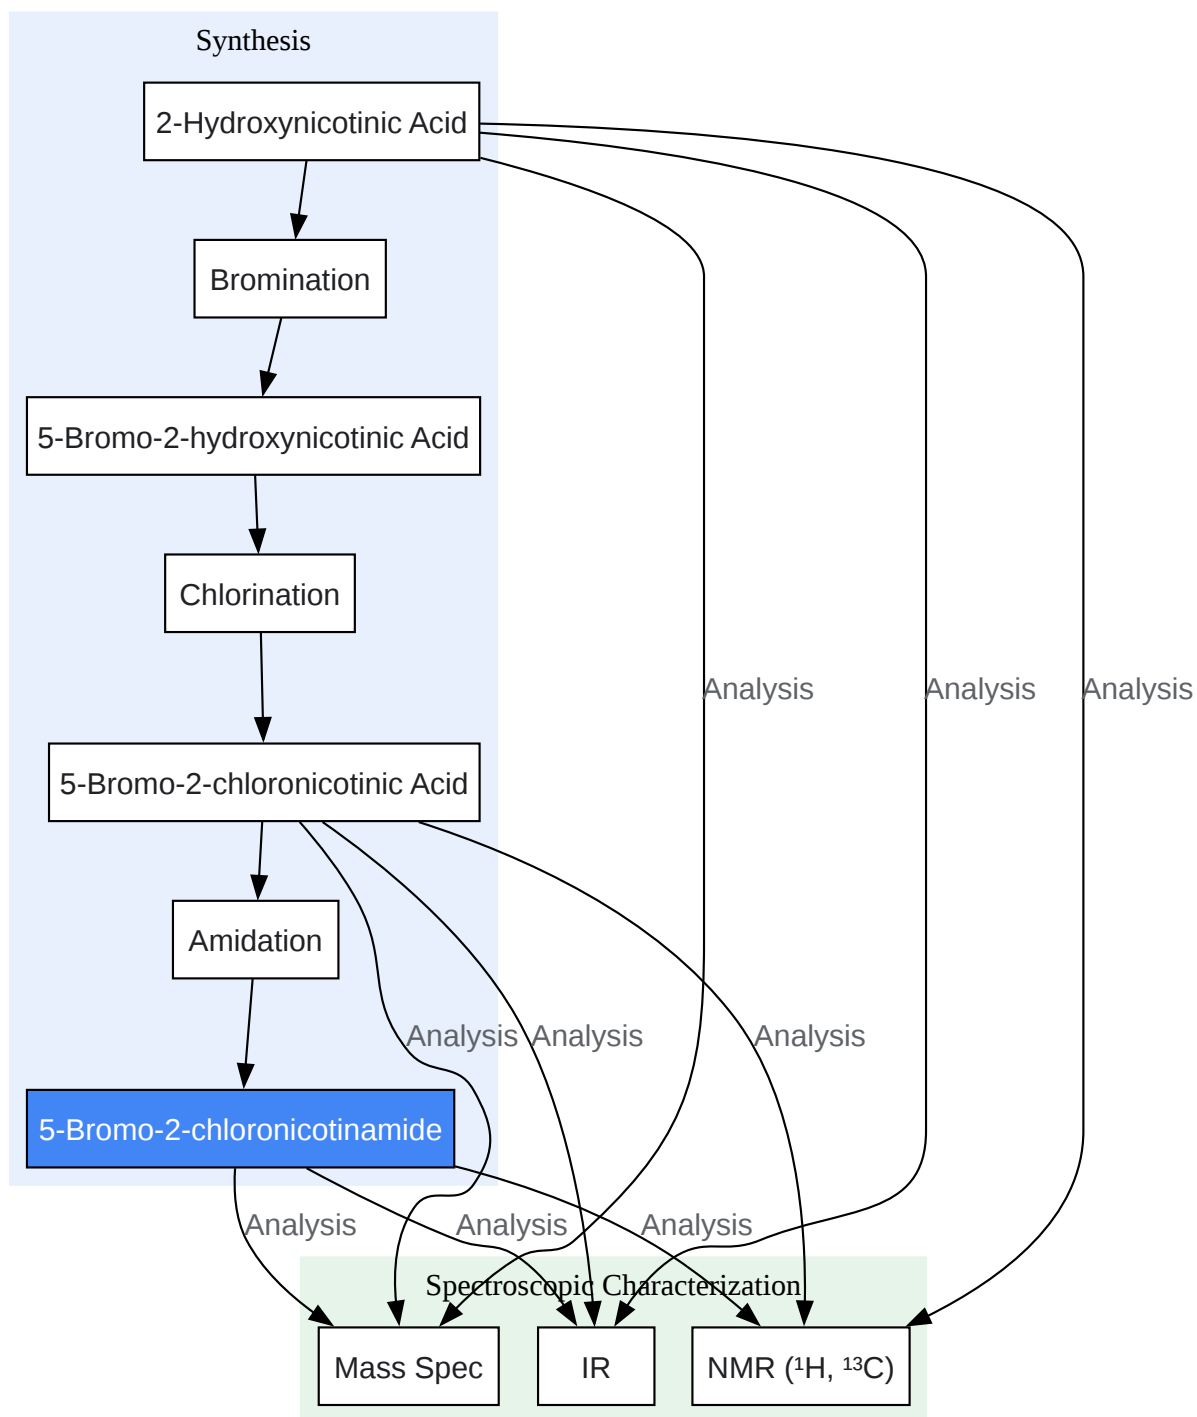 Synthesis
2-Hydroxynicotinic Acid
Bromination
5-Bromo-2-hydroxynicotinic Acid
Chlorination
Analysis
Analysis
Analysis
5-Bromo-2-chloronicotinic Acid
Amidation
Analysis
Analysis
Analysis
5-Bromo-2-chloronicotinamide
Analysis
Analysis
Analysis
Spectroscopic Characterization
Mass Spec
IR
NMR (¹H, ¹³C)